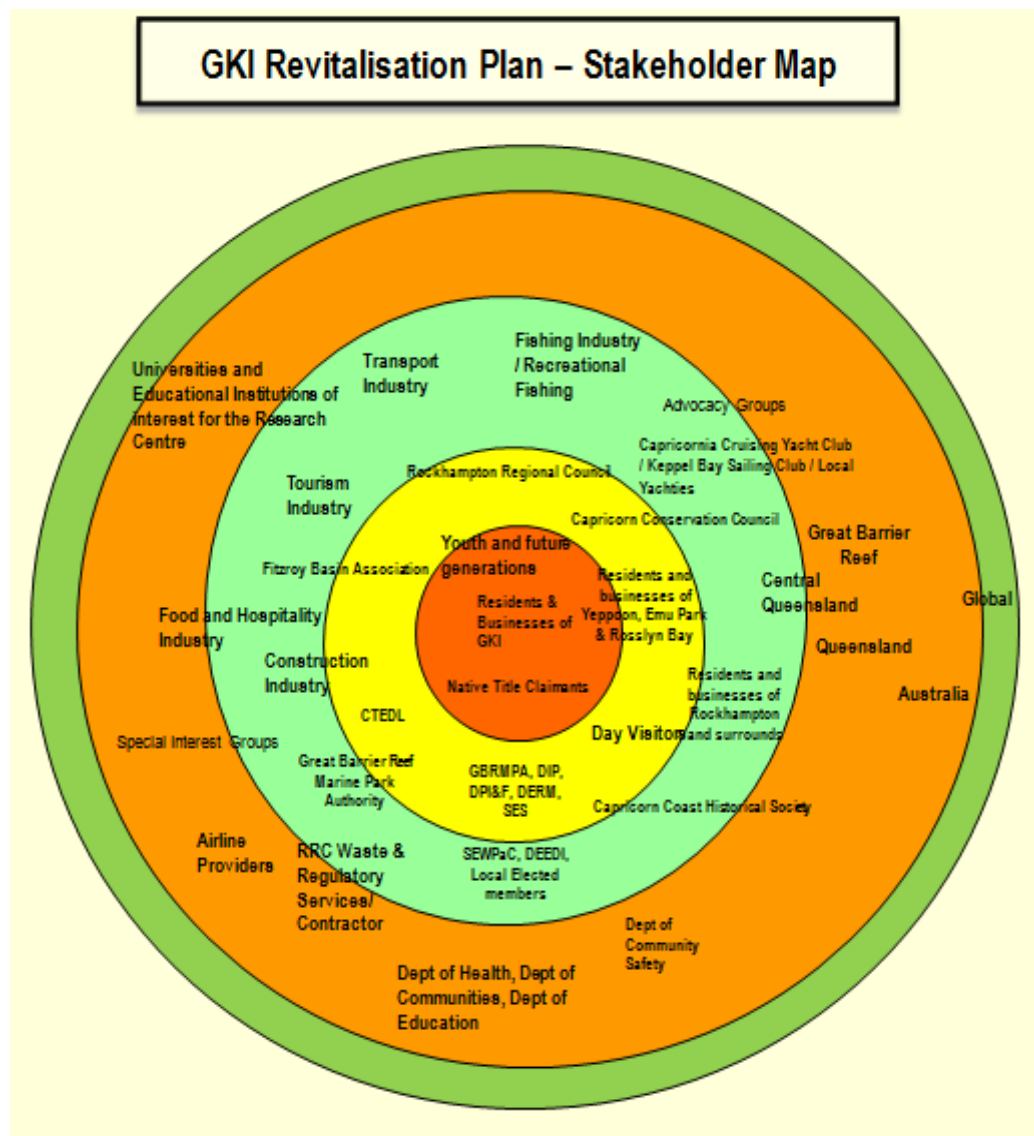 GKI Revitalisation Plan – Stakeholder Map
Fishing Industry
/ Recreational
Fishing
Transport
Industry
Universities and
Educational Institutions of
interest for the Research
Centre
Advocacy Groups
Capricornia Cruising Yacht Club
/ Keppel Bay Sailing Club / Local
Yachties
Rockhampton Regional Council
Tourism
Industry
Capricorn Conservation Council
Great Barrier
Reef
Youth and future
generations
Fitzroy Basin Association
Residents and
businesses of
Yeppoon, Emu Park
& Rosslyn Bay
Central
Queensland
Global
Residents &
Businesses of
GKI
Food and Hospitality
Industry
Queensland
Construction
Industry
Residents and
businesses of
Rockhampton
and surrounds
Australia
Native Title Claimants
CTEDL
Day Visitors
Special Interest Groups
Great Barrier Reef
Marine Park
Authority
GBRMPA, DIP,
DPI&F, DERM,
SES
Capricorn Coast Historical Society
Airline
Providers
RRC Waste &
Regulatory
Services/
Contractor
SEWPaC, DEEDI,
Local Elected
members
Dept of
Community
Safety
Dept of Health, Dept of
Communities, Dept of
Education